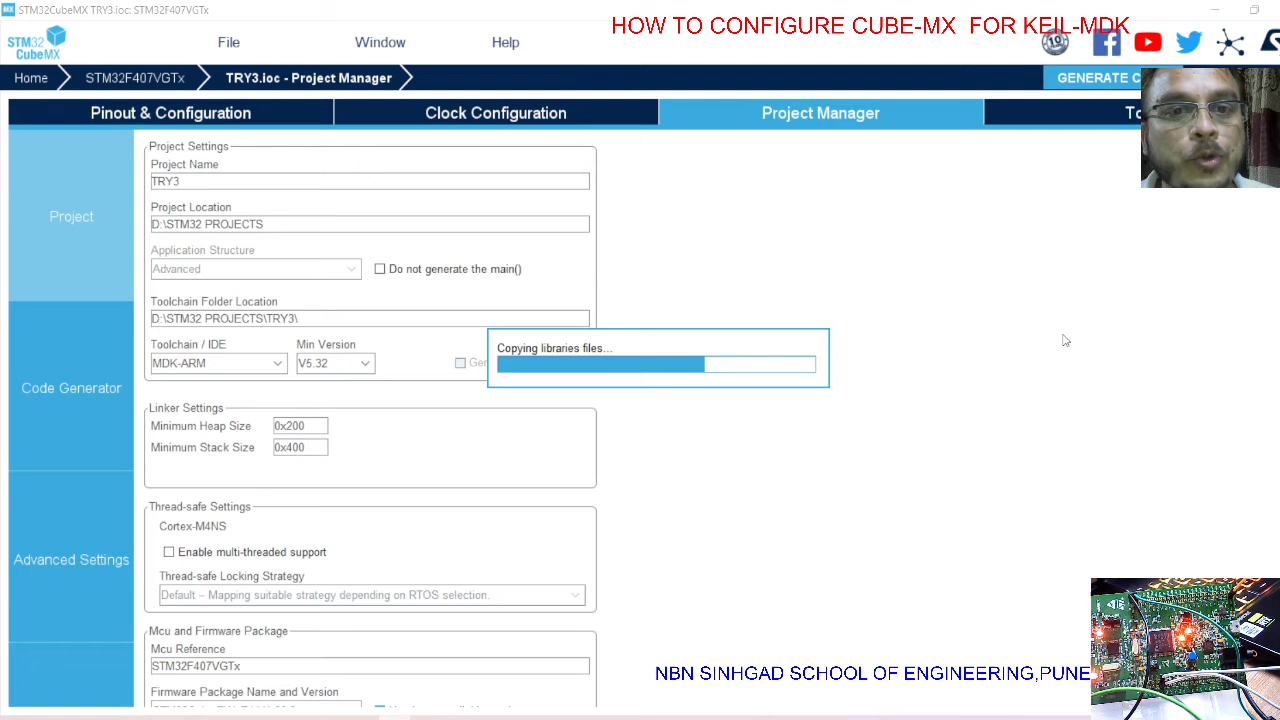 MX STM32CubeMX TRY3.ioc: STM32F407VGTx
HOW TO CONFIGURE CUBE-MX FOR KEIL-MDK
STM32
CubeMX
File
Window
Help
10
Home
STM32F407VGTx
TRY3.ioc - Project Manager
GENERATE C
Pinout & Configuration
Clock Configuration
Project Manager
To
Project
Code Generator
Advanced Settings
Project Settings
Project Name
TRY3
Project Location
D:\STM32 PROJECTS
Application Structure
Advanced
Do not generate the main()
Toolchain Folder Location
D:\STM32 PROJECTS\TRY3\
Toolchain / IDE
Min Version
MDK-ARM
V5.32
Gen
Copying libraries files...
Linker Settings
Minimum Heap Size
0x200
Minimum Stack Size
0x400
Thread-safe Settings
Cortex-M4NS
Enable multi-threaded support
Thread-safe Locking Strategy
Default – Mapping suitable strategy depending on RTOS selection.
Mcu and Firmware Package
Mcu Reference
STM32F407VGTx
Firmware Package Name and Version
NBN SINHGAD SCHOOL OF ENGINEERING,PUNE